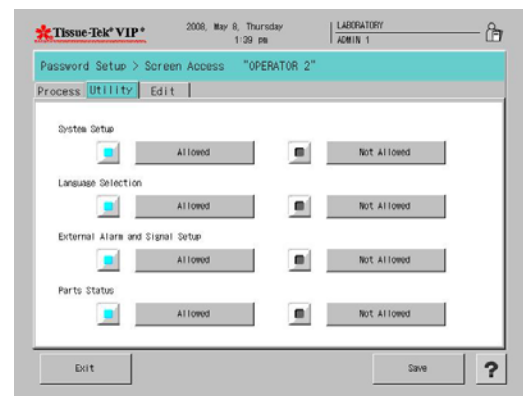 Tissue-Tek® VIP® 2008, May 8, Thursday LABORATORY
1:39 pm ADMIN 1
Password Setup > Screen Access "OPERATOR 2"
Process Utility Edit
System Setup
Allowed Not Allowed
Language Selection
Allowed Not Allowed
External Alarm and Signal Setup
Allowed Not Allowed
Parts Status
Allowed Not Allowed
Exit Save ?